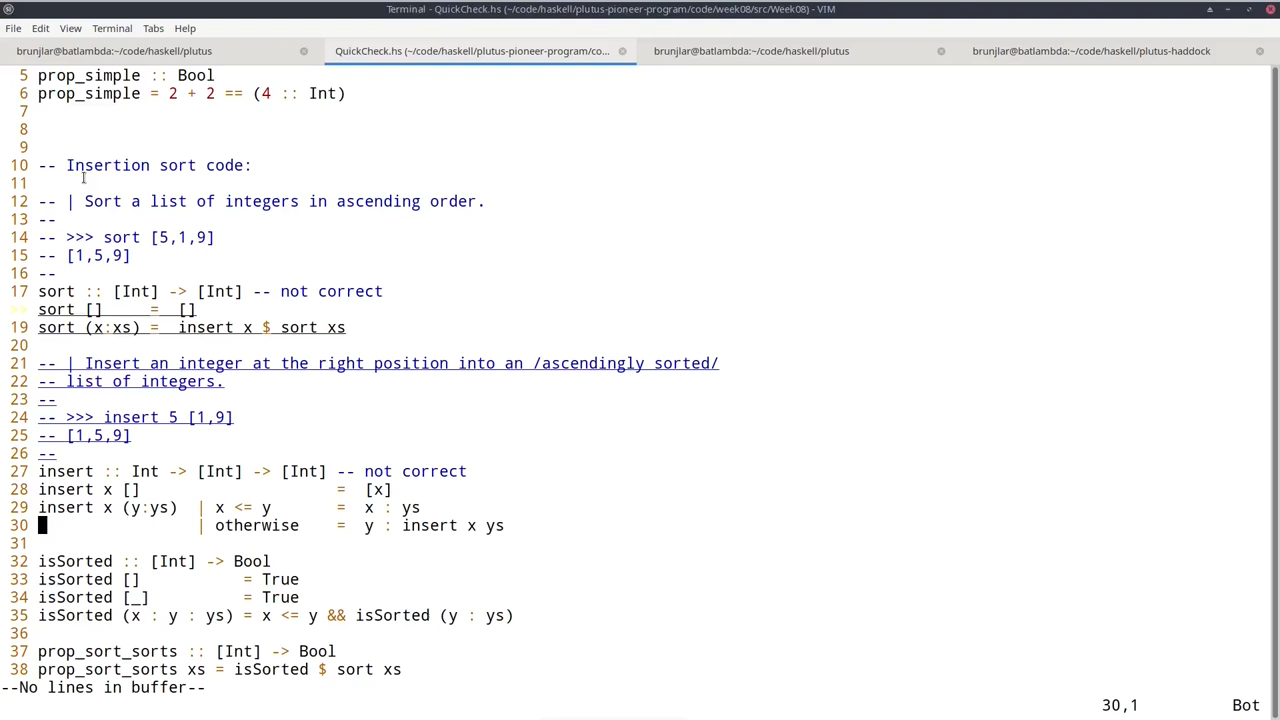 Terminal - QuickCheck.hs (~/code/haskell/plutus-pioneer-program/code/week08/src/Week08) - VIM
File Edit View Terminal Tabs Help
brunjlar@batlambda:~/code/haskell/plutus QuickCheck.hs (~/code/haskell/plutus-pioneer-program/co... brunjlar@batlambda:~/code/haskell/plutus brunjlar@batlambda:~/code/haskell/plutus-haddock
5 prop_simple :: Bool
6 prop_simple = 2 + 2 == (4 :: Int)
7
8
9
10 -- Insertion sort code:
11
12 -- | Sort a list of integers in ascending order.
13 --
14 -- >>> sort [5,1,9]
15 -- [1,5,9]
16 --
17 sort :: [Int] -> [Int] -- not correct
>> sort []     =  []
19 sort (x:xs) =  insert x $ sort xs
20
21 -- | Insert an integer at the right position into an /ascendingly sorted/
22 -- list of integers.
23 --
24 -- >>> insert 5 [1,9]
25 -- [1,5,9]
26 --
27 insert :: Int -> [Int] -> [Int] -- not correct
28 insert x []                     =  [x]
29 insert x (y:ys)  | x <= y       =  x : ys
30                  | otherwise    =  y : insert x ys
31
32 isSorted :: [Int] -> Bool
33 isSorted []           = True
34 isSorted [_]          = True
35 isSorted (x : y : ys) = x <= y && isSorted (y : ys)
36
37 prop_sort_sorts :: [Int] -> Bool
38 prop_sort_sorts xs = isSorted $ sort xs
--No lines in buffer--
30,1 Bot